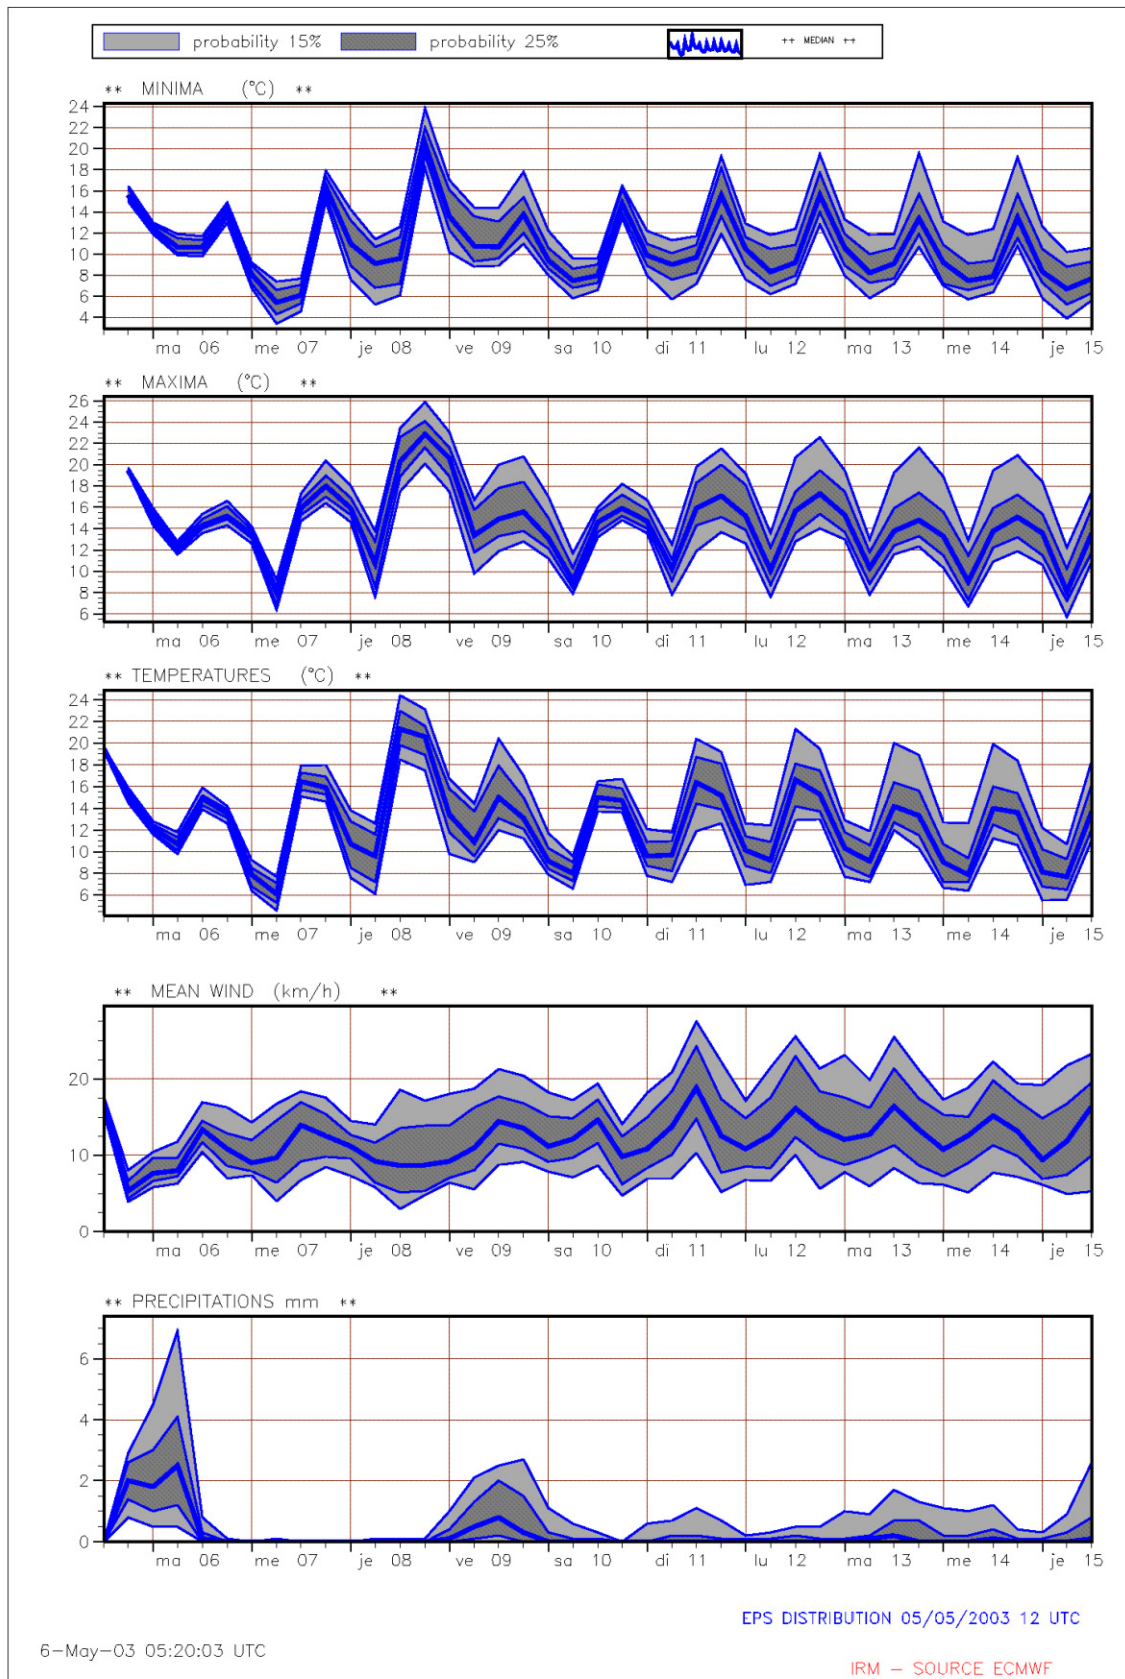 probability 15% probability 25% ++ MEDIAN ++
** MINIMA (°C) **
24
22
20
18
16
14
12
10
8
6
4
ma 06 me 07 je 08 ve 09 sa 10 di 11 lu 12 ma 13 me 14 je 15
** MAXIMA (°C) **
26
24
22
20
18
16
14
12
10
8
6
ma 06 me 07 je 08 ve 09 sa 10 di 11 lu 12 ma 13 me 14 je 15
** TEMPERATURES (°C) **
24
22
20
18
16
14
12
10
8
6
ma 06 me 07 je 08 ve 09 sa 10 di 11 lu 12 ma 13 me 14 je 15
** MEAN WIND (km/h) **
20
10
0
ma 06 me 07 je 08 ve 09 sa 10 di 11 lu 12 ma 13 me 14 je 15
** PRECIPITATIONS mm **
6
4
2
0
ma 06 me 07 je 08 ve 09 sa 10 di 11 lu 12 ma 13 me 14 je 15
EPS DISTRIBUTION 05/05/2003 12 UTC
6-May-03 05:20:03 UTC
IRM - SOURCE ECMWF